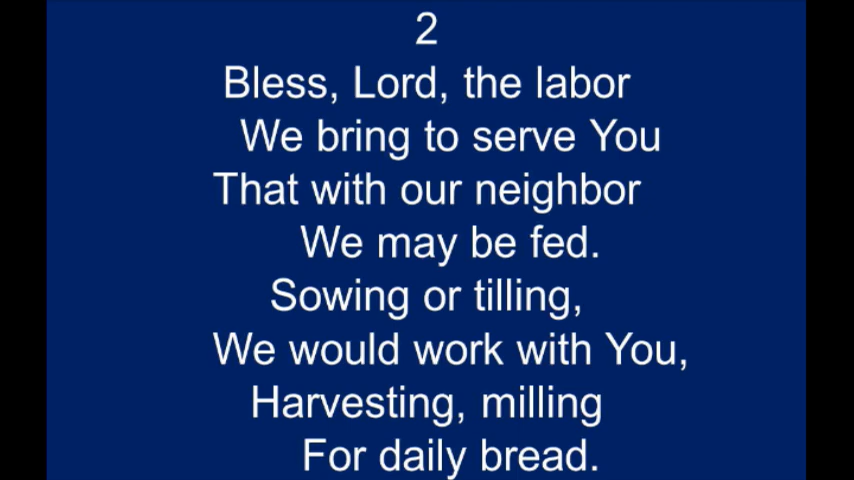 2
Bless, Lord, the labor
We bring to serve You
That with our neighbor
We may be fed.
Sowing or tilling,
We would work with You,
Harvesting, milling
For daily bread.